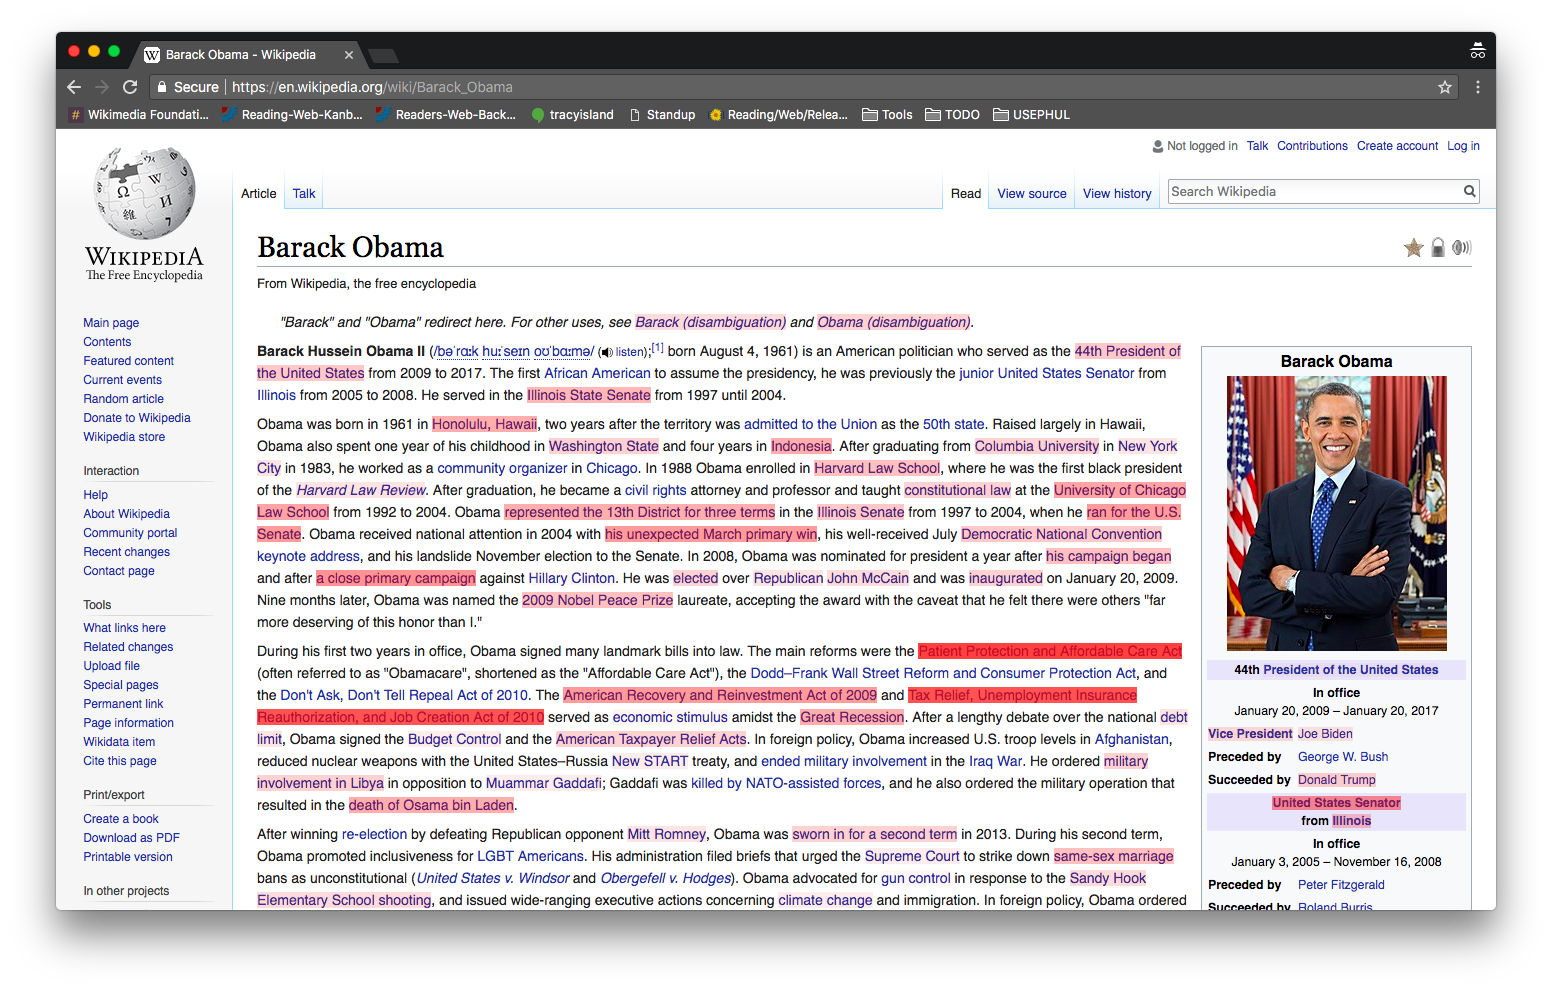 Barack Obama - Wikipedia
Secure | https://en.wikipedia.org/wiki/Barack_Obama
# Wikimedia Foundati... Reading-Web-Kanb... Readers-Web-Back... tracyisland Standup Reading/Web/Relea... Tools TODO USEPHUL
Not logged in Talk Contributions Create account Log in
Article Talk Read View source View history Search Wikipedia
WIKIPEDIA
The Free Encyclopedia
Main page
Contents
Featured content
Current events
Random article
Donate to Wikipedia
Wikipedia store
Interaction
Help
About Wikipedia
Community portal
Recent changes
Contact page
Tools
What links here
Related changes
Upload file
Special pages
Permanent link
Page information
Wikidata item
Cite this page
Print/export
Create a book
Download as PDF
Printable version
In other projects
Barack Obama
From Wikipedia, the free encyclopedia
"Barack" and "Obama" redirect here. For other uses, see Barack (disambiguation) and Obama (disambiguation).
Barack Hussein Obama II (/bəˈrɑːk huːˈseɪn oʊˈbɑːmə/ (listen);[1] born August 4, 1961) is an American politician who served as the 44th President of
the United States from 2009 to 2017. The first African American to assume the presidency, he was previously the junior United States Senator from
Illinois from 2005 to 2008. He served in the Illinois State Senate from 1997 until 2004.
Obama was born in 1961 in Honolulu, Hawaii, two years after the territory was admitted to the Union as the 50th state. Raised largely in Hawaii,
Obama also spent one year of his childhood in Washington State and four years in Indonesia. After graduating from Columbia University in New York
City in 1983, he worked as a community organizer in Chicago. In 1988 Obama enrolled in Harvard Law School, where he was the first black president
of the Harvard Law Review. After graduation, he became a civil rights attorney and professor and taught constitutional law at the University of Chicago
Law School from 1992 to 2004. Obama represented the 13th District for three terms in the Illinois Senate from 1997 to 2004, when he ran for the U.S.
Senate. Obama received national attention in 2004 with his unexpected March primary win, his well-received July Democratic National Convention
keynote address, and his landslide November election to the Senate. In 2008, Obama was nominated for president a year after his campaign began
and after a close primary campaign against Hillary Clinton. He was elected over Republican John McCain and was inaugurated on January 20, 2009.
Nine months later, Obama was named the 2009 Nobel Peace Prize laureate, accepting the award with the caveat that he felt there were others "far
more deserving of this honor than I."
During his first two years in office, Obama signed many landmark bills into law. The main reforms were the Patient Protection and Affordable Care Act
(often referred to as "Obamacare", shortened as the "Affordable Care Act"), the Dodd–Frank Wall Street Reform and Consumer Protection Act, and
the Don't Ask, Don't Tell Repeal Act of 2010. The American Recovery and Reinvestment Act of 2009 and Tax Relief, Unemployment Insurance
Reauthorization, and Job Creation Act of 2010 served as economic stimulus amidst the Great Recession. After a lengthy debate over the national debt
limit, Obama signed the Budget Control and the American Taxpayer Relief Acts. In foreign policy, Obama increased U.S. troop levels in Afghanistan,
reduced nuclear weapons with the United States–Russia New START treaty, and ended military involvement in the Iraq War. He ordered military
involvement in Libya in opposition to Muammar Gaddafi; Gaddafi was killed by NATO-assisted forces, and he also ordered the military operation that
resulted in the death of Osama bin Laden.
After winning re-election by defeating Republican opponent Mitt Romney, Obama was sworn in for a second term in 2013. During his second term,
Obama promoted inclusiveness for LGBT Americans. His administration filed briefs that urged the Supreme Court to strike down same-sex marriage
bans as unconstitutional (United States v. Windsor and Obergefell v. Hodges). Obama advocated for gun control in response to the Sandy Hook
Elementary School shooting, and issued wide-ranging executive actions concerning climate change and immigration. In foreign policy, Obama ordered
Barack Obama
44th President of the United States
In office
January 20, 2009 – January 20, 2017
Vice President Joe Biden
Preceded by George W. Bush
Succeeded by Donald Trump
United States Senator
from Illinois
In office
January 3, 2005 – November 16, 2008
Preceded by Peter Fitzgerald
Succeeded by Roland Burris